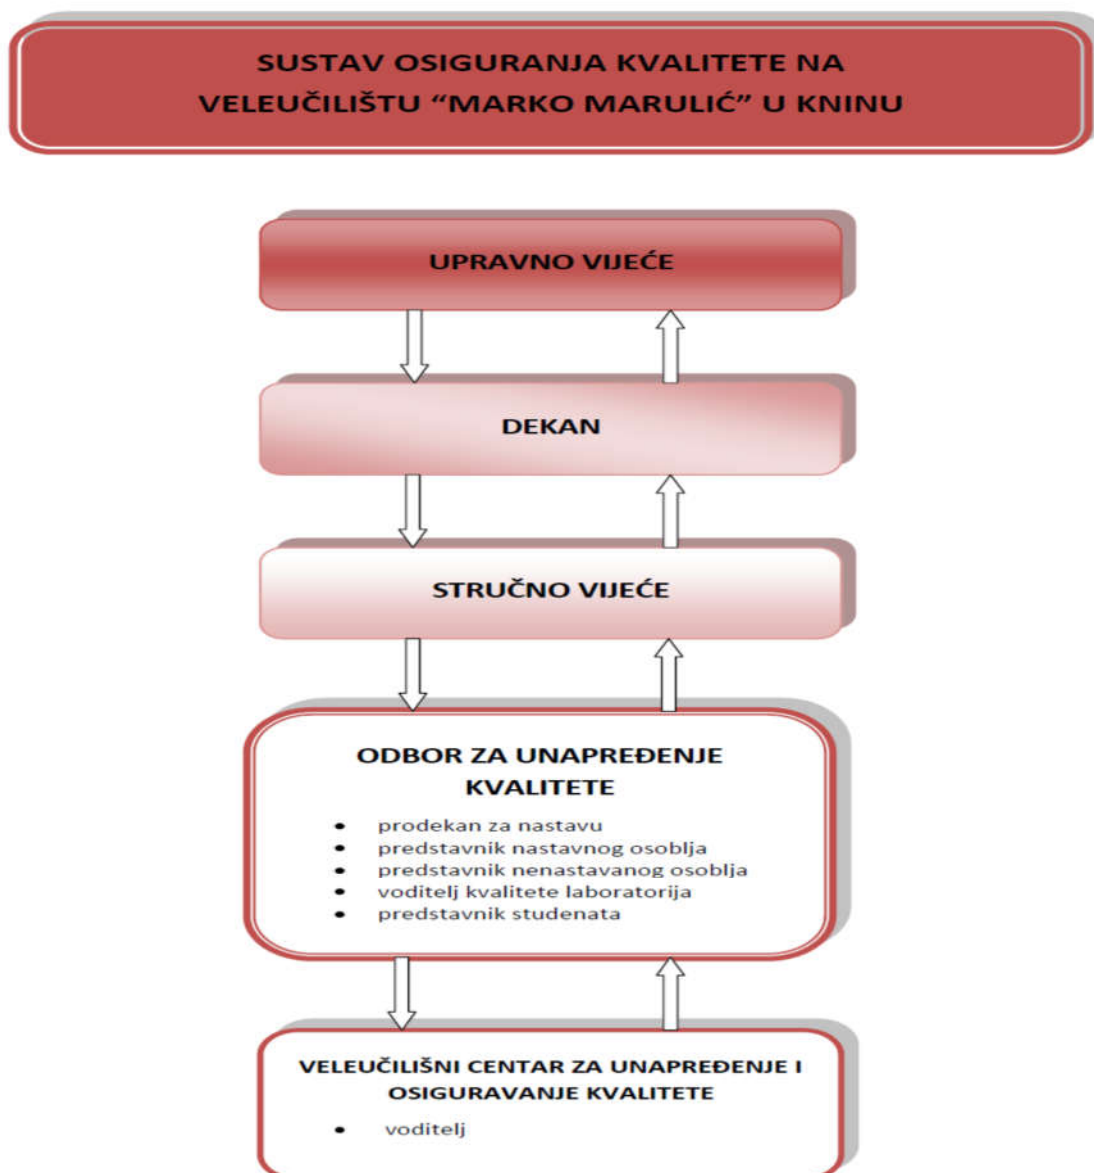 SUSTAV OSIGURANJA KVALITETE NA
VELEUČILIŠTU “MARKO MARULIĆ” U KNINU
UPRAVNO VIJEĆE
DEKAN
STRUČNO VIJEĆE
ODBOR ZA UNAPREĐENJE
KVALITETE
• prodekan za nastavu
• predstavnik nastavnog osoblja
• predstavnik nenastavanog osoblja
• voditelj kvalitete laboratorija
• predstavnik studenata
VELEUČILIŠNI CENTAR ZA UNAPREĐENJE I
OSIGURAVANJE KVALITETE
• voditelj